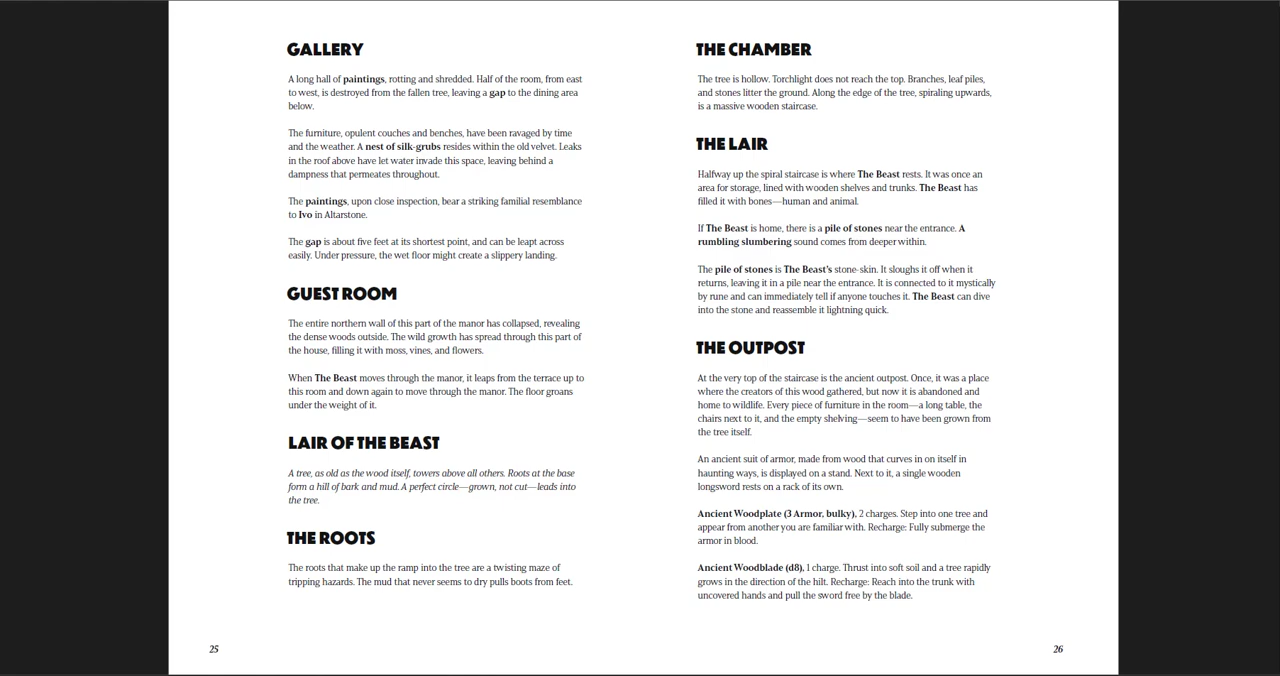 GALLERY
A long hall of paintings, rotting and shredded. Half of the room, from east
to west, is destroyed from the fallen tree, leaving a gap to the dining area
below.
The furniture, opulent couches and benches, have been ravaged by time
and the weather. A nest of silk-grubs resides within the old velvet. Leaks
in the roof above have let water invade this space, leaving behind a
dampness that permeates throughout.
The paintings, upon close inspection, bear a striking familial resemblance
to Ivo in Altarstone.
The gap is about five feet at its shortest point, and can be leapt across
easily. Under pressure, the wet floor might create a slippery landing.
GUEST ROOM
The entire northern wall of this part of the manor has collapsed, revealing
the dense woods outside. The wild growth has spread through this part of
the house, filling it with moss, vines, and flowers.
When The Beast moves through the manor, it leaps from the terrace up to
this room and down again to move through the manor. The floor groans
under the weight of it.
LAIR OF THE BEAST
A tree, as old as the wood itself, towers above all others. Roots at the base
form a hill of bark and mud. A perfect circle—grown, not cut—leads into
the tree.
THE ROOTS
The roots that make up the ramp into the tree are a twisting maze of
tripping hazards. The mud that never seems to dry pulls boots from feet.
25
THE CHAMBER
The tree is hollow. Torchlight does not reach the top. Branches, leaf piles,
and stones litter the ground. Along the edge of the tree, spiraling upwards,
is a massive wooden staircase.
THE LAIR
Halfway up the spiral staircase is where The Beast rests. It was once an
area for storage, lined with wooden shelves and trunks. The Beast has
filled it with bones—human and animal.
If The Beast is home, there is a pile of stones near the entrance. A
rumbling slumbering sound comes from deeper within.
The pile of stones is The Beast's stone-skin. It sloughs it off when it
returns, leaving it in a pile near the entrance. It is connected to it mystically
by rune and can immediately tell if anyone touches it. The Beast can dive
into the stone and reassemble it lightning quick.
THE OUTPOST
At the very top of the staircase is the ancient outpost. Once, it was a place
where the creators of this wood gathered, but now it is abandoned and
home to wildlife. Every piece of furniture in the room—a long table, the
chairs next to it, and the empty shelving—seem to have been grown from
the tree itself.
An ancient suit of armor, made from wood that curves in on itself in
haunting ways, is displayed on a stand. Next to it, a single wooden
longsword rests on a rack of its own.
Ancient Woodplate (3 Armor, bulky), 2 charges. Step into one tree and
appear from another you are familiar with. Recharge: Fully submerge the
armor in blood.
Ancient Woodblade (d8), 1 charge. Thrust into soft soil and a tree rapidly
grows in the direction of the hilt. Recharge: Reach into the trunk with
uncovered hands and pull the sword free by the blade.
26